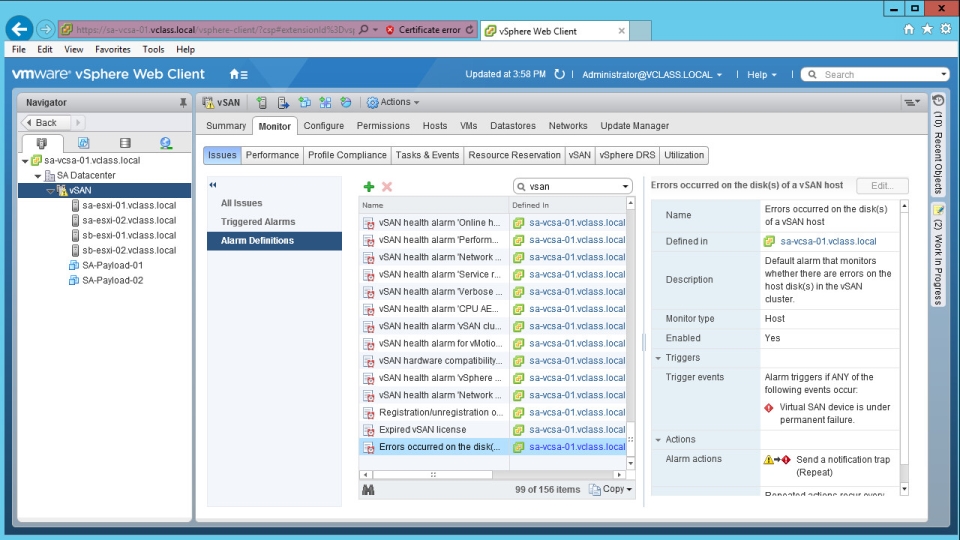 https://sa-vcsa-01.vclass.local/vsphere-client/?csp#extensionId%3Dvsp
Certificate error
vSphere Web Client
File Edit View Favorites Tools Help
vmware® vSphere Web Client
Updated at 3:58 PM
Administrator@VCLASS.LOCAL
Help
Search
Navigator
Back
sa-vcsa-01.vclass.local
SA Datacenter
vSAN
sa-esxi-01.vclass.local
sa-esxi-02.vclass.local
sb-esxi-01.vclass.local
sb-esxi-02.vclass.local
SA-Payload-01
SA-Payload-02
vSAN
Actions
Summary Monitor Configure Permissions Hosts VMs Datastores Networks Update Manager
Issues Performance Profile Compliance Tasks & Events Resource Reservation vSAN vSphere DRS Utilization
All Issues
Triggered Alarms
Alarm Definitions
vsan
Name Defined In
vSAN health alarm 'Online h... sa-vcsa-01.vclass.local
vSAN health alarm 'Perform... sa-vcsa-01.vclass.local
vSAN health alarm 'Network ... sa-vcsa-01.vclass.local
vSAN health alarm 'Service r... sa-vcsa-01.vclass.local
vSAN health alarm 'Verbose ... sa-vcsa-01.vclass.local
vSAN health alarm 'CPU AE... sa-vcsa-01.vclass.local
vSAN health alarm 'vSAN clu... sa-vcsa-01.vclass.local
vSAN health alarm for vMotio... sa-vcsa-01.vclass.local
vSAN hardware compatibility... sa-vcsa-01.vclass.local
vSAN health alarm 'vSphere ... sa-vcsa-01.vclass.local
vSAN health alarm 'Network ... sa-vcsa-01.vclass.local
Registration/unregistration o... sa-vcsa-01.vclass.local
Expired vSAN license sa-vcsa-01.vclass.local
Errors occurred on the disk(... sa-vcsa-01.vclass.local
99 of 156 items
Copy
Errors occurred on the disk(s) of a vSAN host
Edit...
Name Errors occurred on the disk(s)
of a vSAN host
Defined in sa-vcsa-01.vclass.local
Description Default alarm that monitors
whether there are errors on the
host disk(s) in the vSAN
cluster.
Monitor type Host
Enabled Yes
Triggers
Trigger events Alarm triggers if ANY of the
following events occur:
Virtual SAN device is under
permanent failure.
Actions
Alarm actions Send a notification trap
(Repeat)
Repeated actions recur every
(10) Recent Objects
(2) Work In Progress